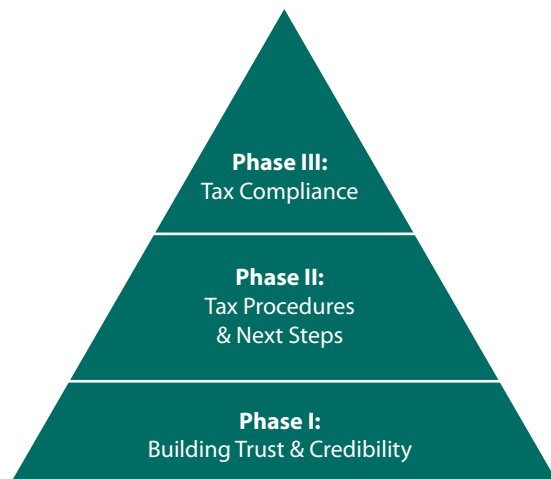 Phase III:
Tax Compliance
Phase II:
Tax Procedures
& Next Steps
Phase I:
Building Trust & Credibility